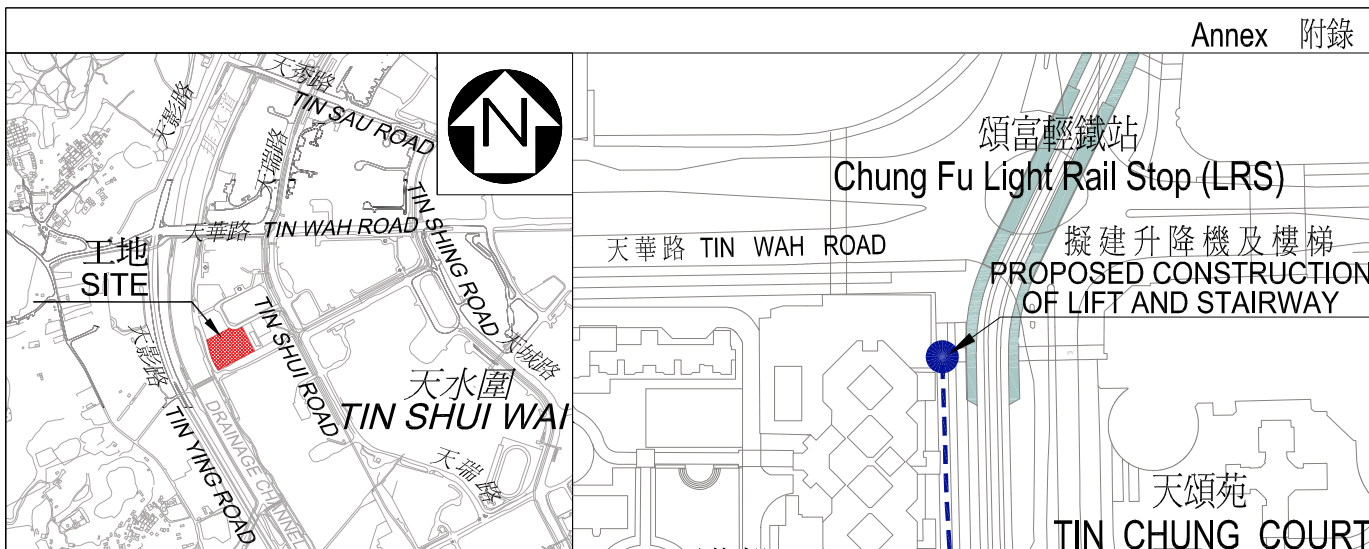 Annex 附錄
天秀路
TIN SAU ROAD
天影路
天瑞路
N
天華路 TIN WAH ROAD
TIN SHING ROAD
工地
SITE
天城路
TIN SHUI ROAD
天影路
天水圍
TIN SHUI WAI
DRAINAGE CHANNEL
TIN YING ROAD
天瑞路
頌富輕鐵站
Chung Fu Light Rail Stop (LRS)
天華路 TIN WAH ROAD
擬建升降機及樓梯
PROPOSED CONSTRUCTION
OF LIFT AND STAIRWAY
天頌苑
TIN CHUNG COURT